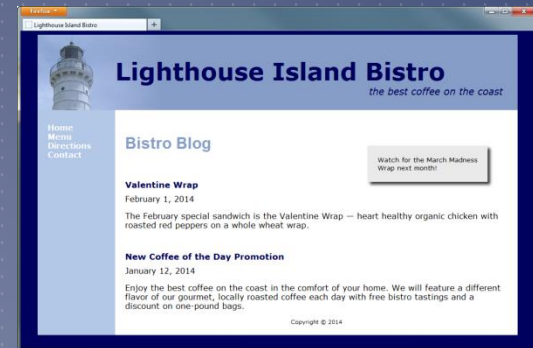 Firefox
Lighthouse Island Bistro
Lighthouse Island Bistro
the best coffee on the coast
Home
Menu
Directions
Contact
Bistro Blog
Watch for the March Madness
Wrap next month!
Valentine Wrap
February 1, 2014
The February special sandwich is the Valentine Wrap — heart healthy organic chicken with
roasted red peppers on a whole wheat wrap.
New Coffee of the Day Promotion
January 12, 2014
Enjoy the best coffee on the coast in the comfort of your home. We will feature a different
flavor of our gourmet, locally roasted coffee each day with free bistro tastings and a
discount on one-pound bags.
Copyright © 2014